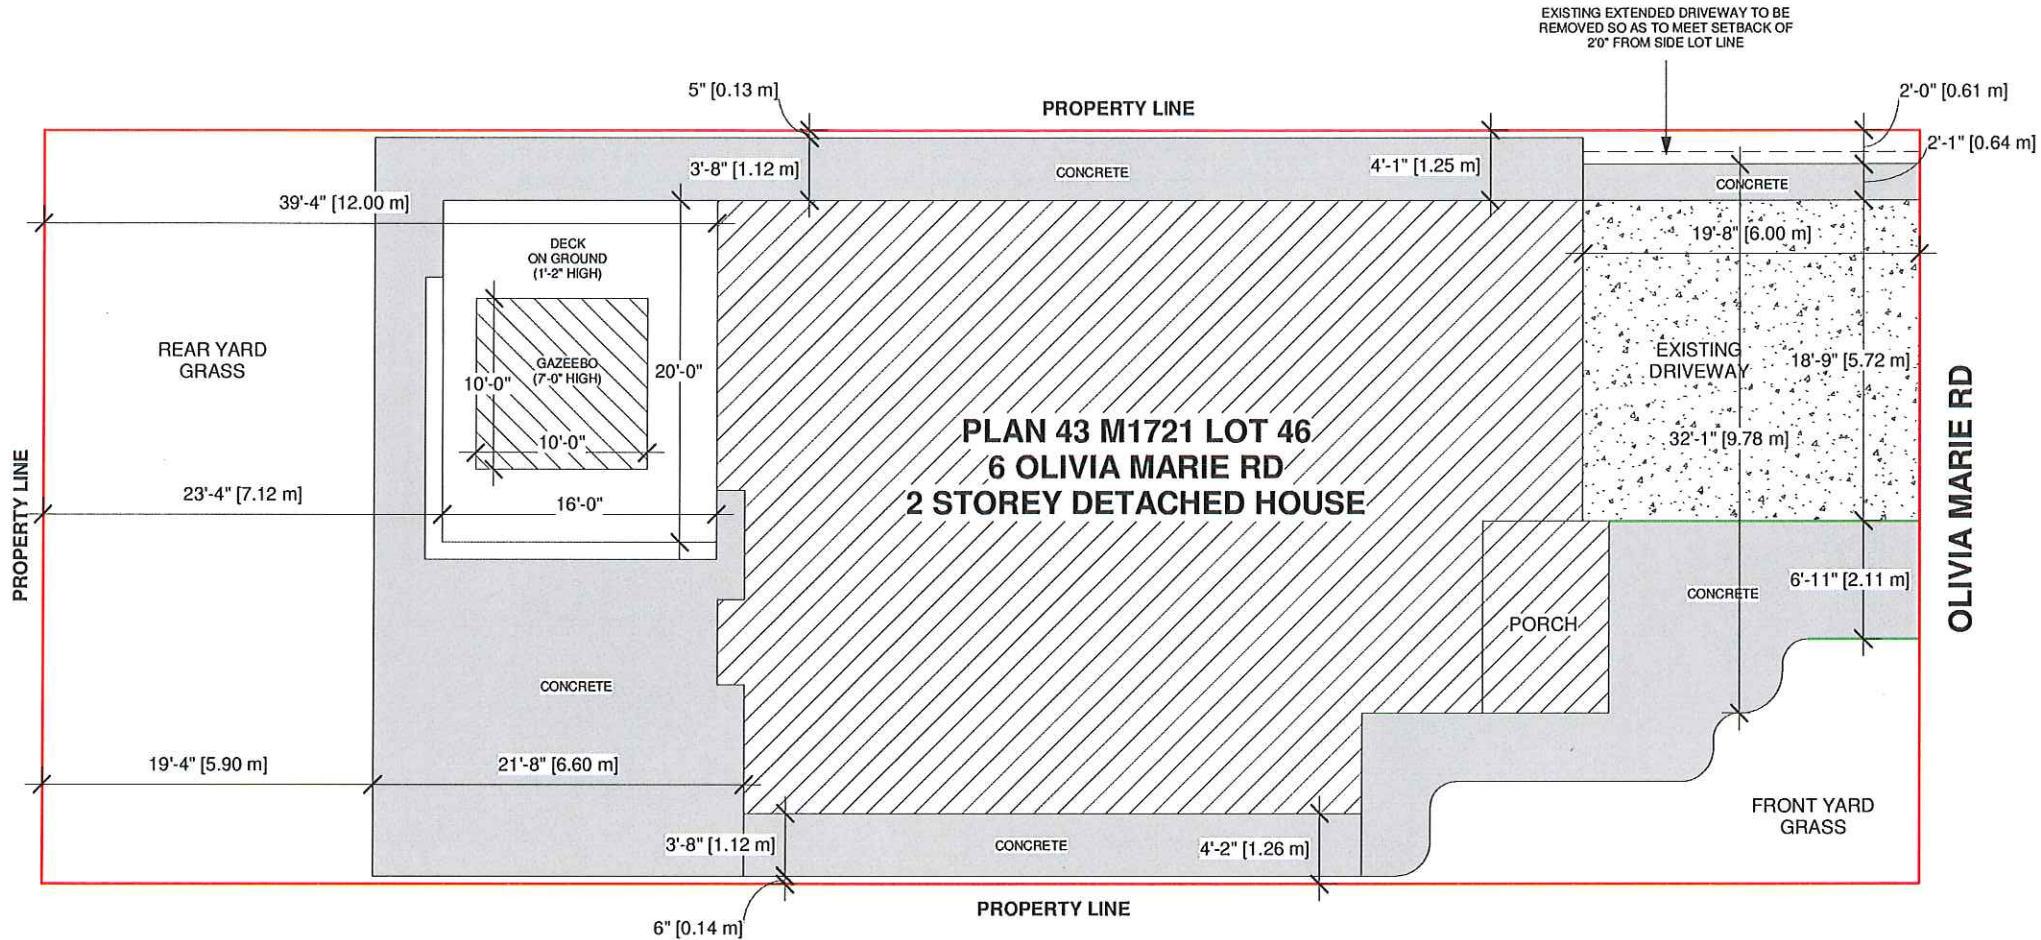 EXISTING EXTENDED DRIVEWAY TO BE
REMOVED SO AS TO MEET SETBACK OF
2'0" FROM SIDE LOT LINE
5" [0.13 m]
PROPERTY LINE
2'-0" [0.61 m]
2'-1" [0.64 m]
3'-8" [1.12 m]
CONCRETE
4'-1" [1.25 m]
CONCRETE
39'-4" [12.00 m]
19'-8" [6.00 m]
DECK
ON GROUND
(1'-2" HIGH)
REAR YARD
GRASS
GAZEEBO
(7'-0" HIGH)
10'-0"
20'-0"
10'-0"
EXISTING
DRIVEWAY
18'-9" [5.72 m]
32'-1" [9.78 m]
PLAN 43 M1721 LOT 46
6 OLIVIA MARIE RD
2 STOREY DETACHED HOUSE
OLIVIA MARIE RD
PROPERTY LINE
23'-4" [7.12 m]
16'-0"
6'-11" [2.11 m]
CONCRETE
PORCH
CONCRETE
19'-4" [5.90 m]
21'-8" [6.60 m]
FRONT YARD
GRASS
3'-8" [1.12 m]
CONCRETE
4'-2" [1.26 m]
PROPERTY LINE
6" [0.14 m]